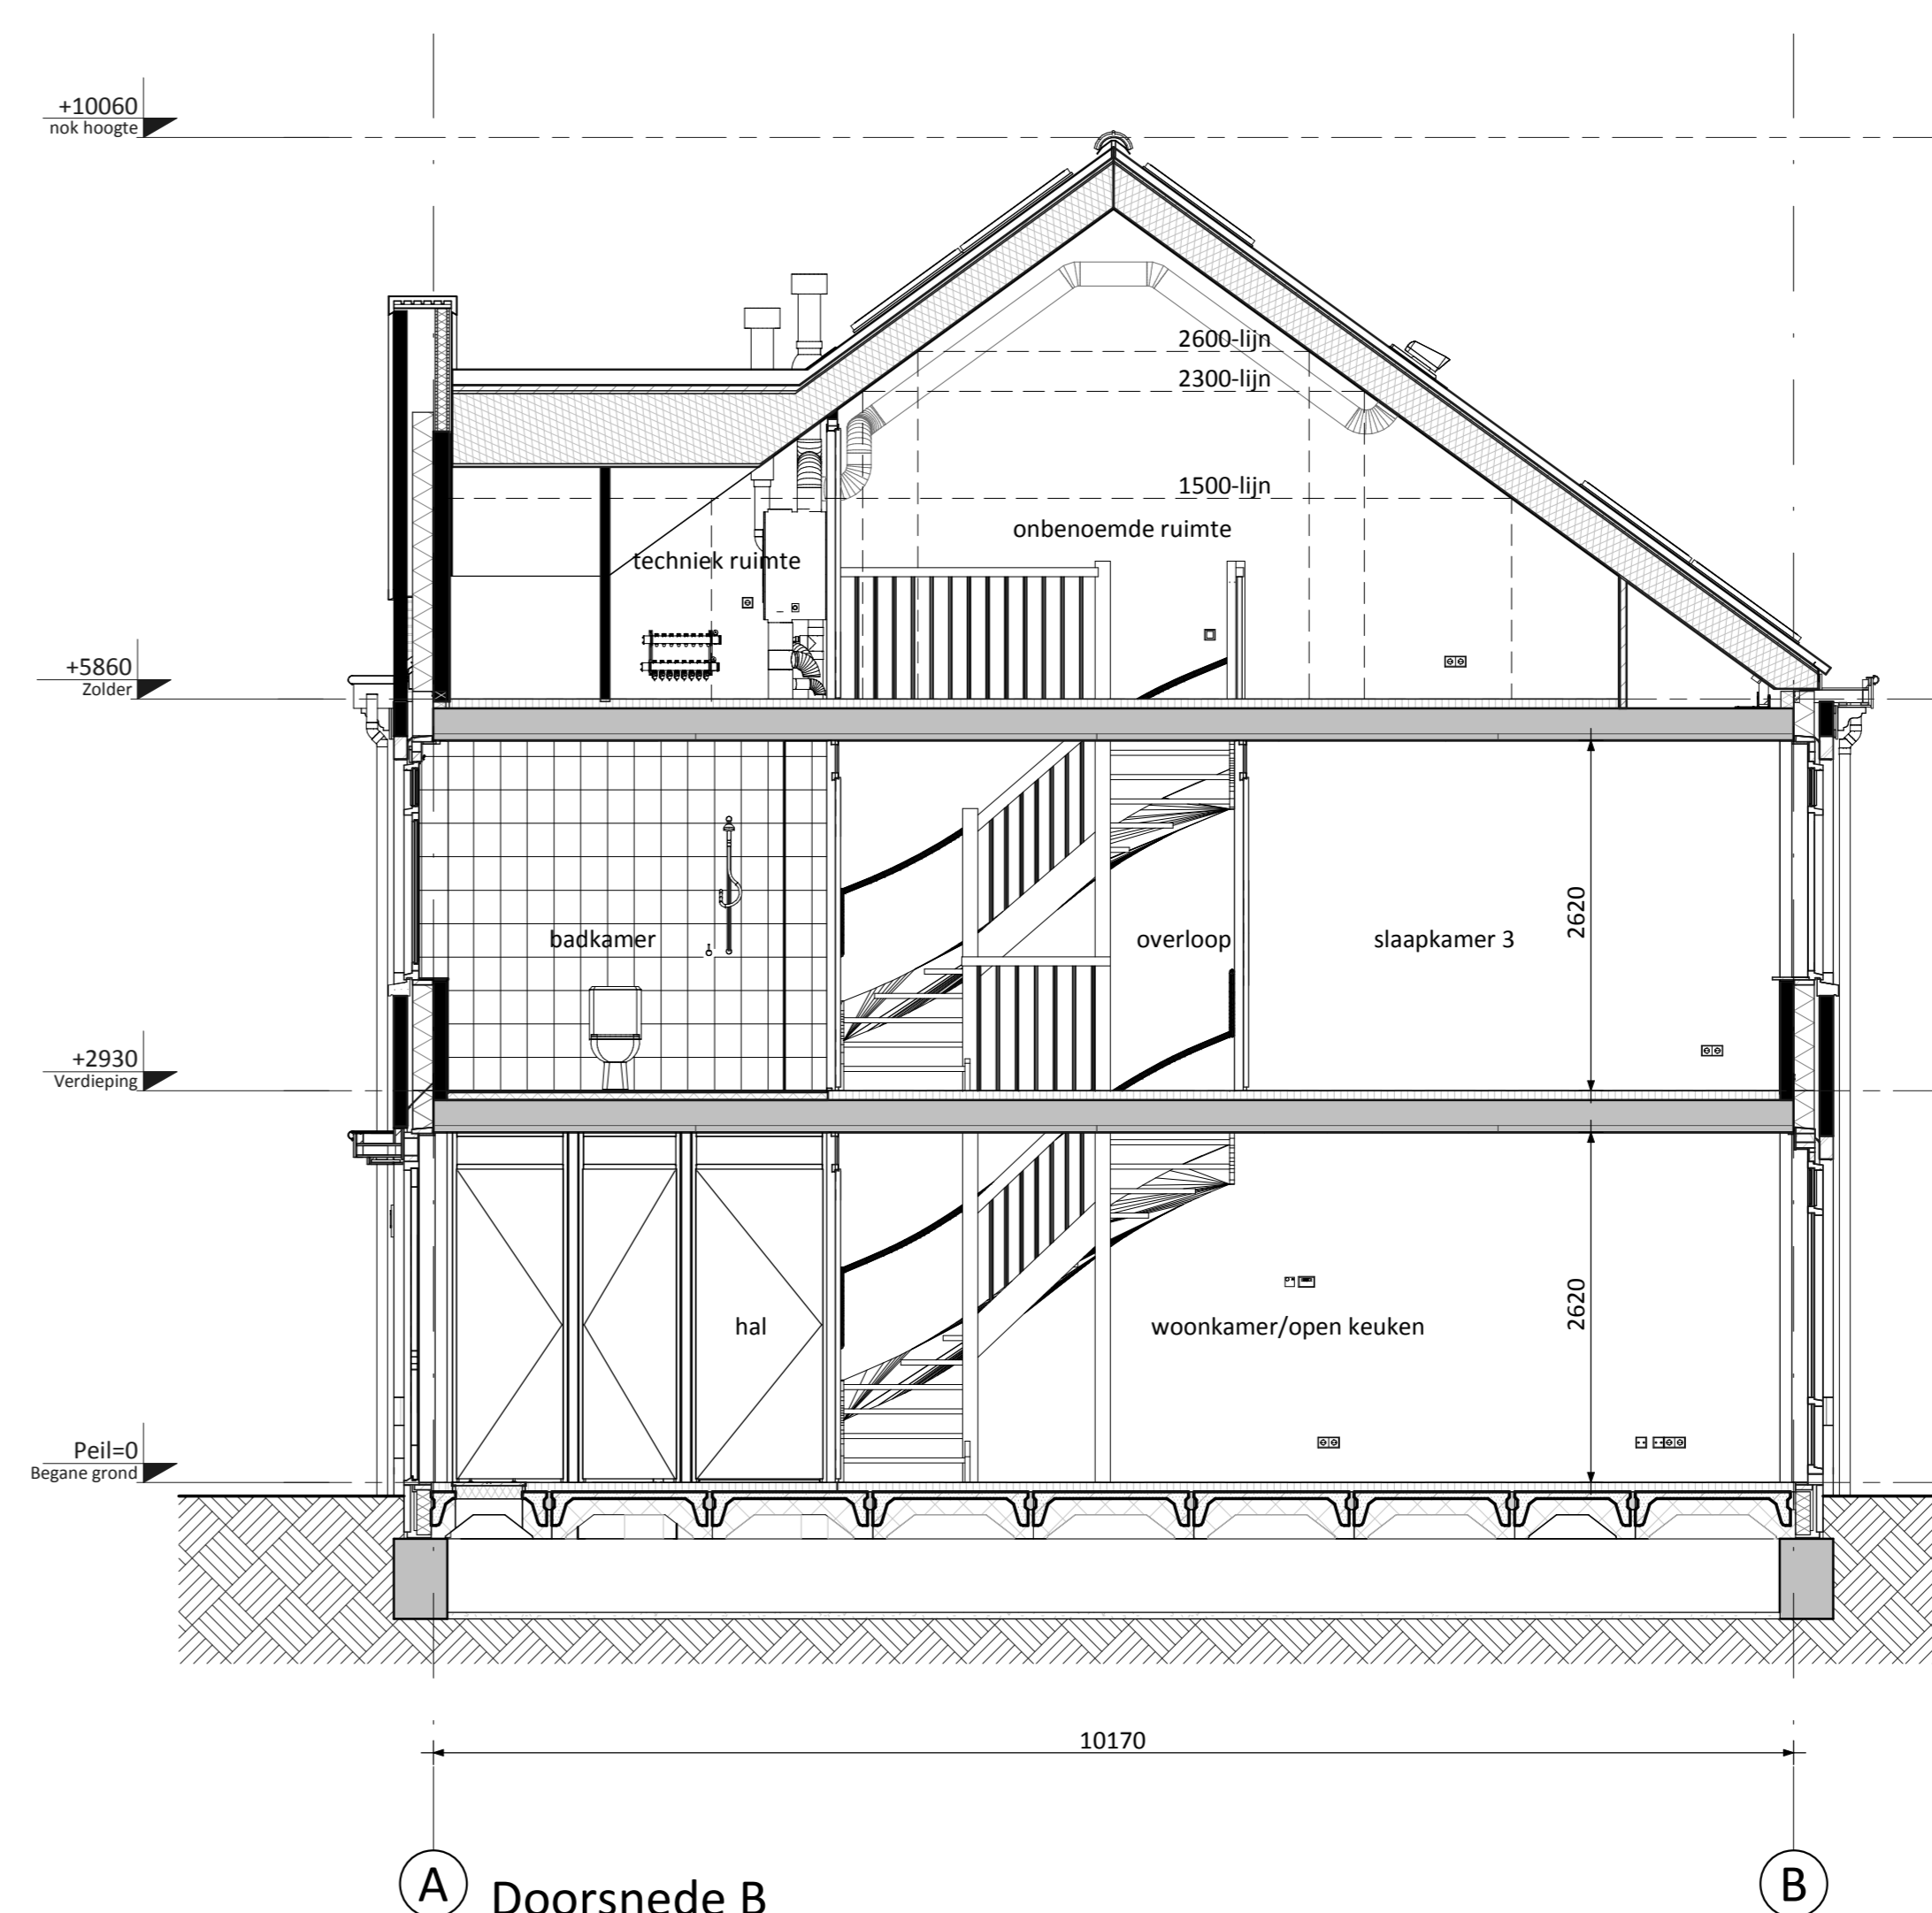 +10060
nok hoogte
2600-lijn
2300-lijn
1500-lijn
onbenoemde ruimte
techniek ruimte
+5860
Zolder
2620
badkamer
overloop
slaapkamer 3
+2930
Verdieping
2620
hal
woonkamer/open keuken
Peil=0
Begane grond
10170
A
Doorsnede B
B